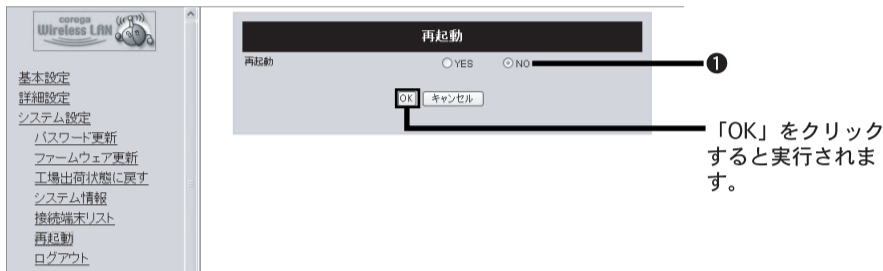 corega
Wireless LAN
基本設定
詳細設定
システム設定
パスワード更新
ファームウェア更新
工場出荷状態に戻す
システム情報
接続端末リスト
再起動
ログアウト
再起動
再起動 YES NO ❶
OK キャンセル
「OK」をクリック
すると実行されま
す。